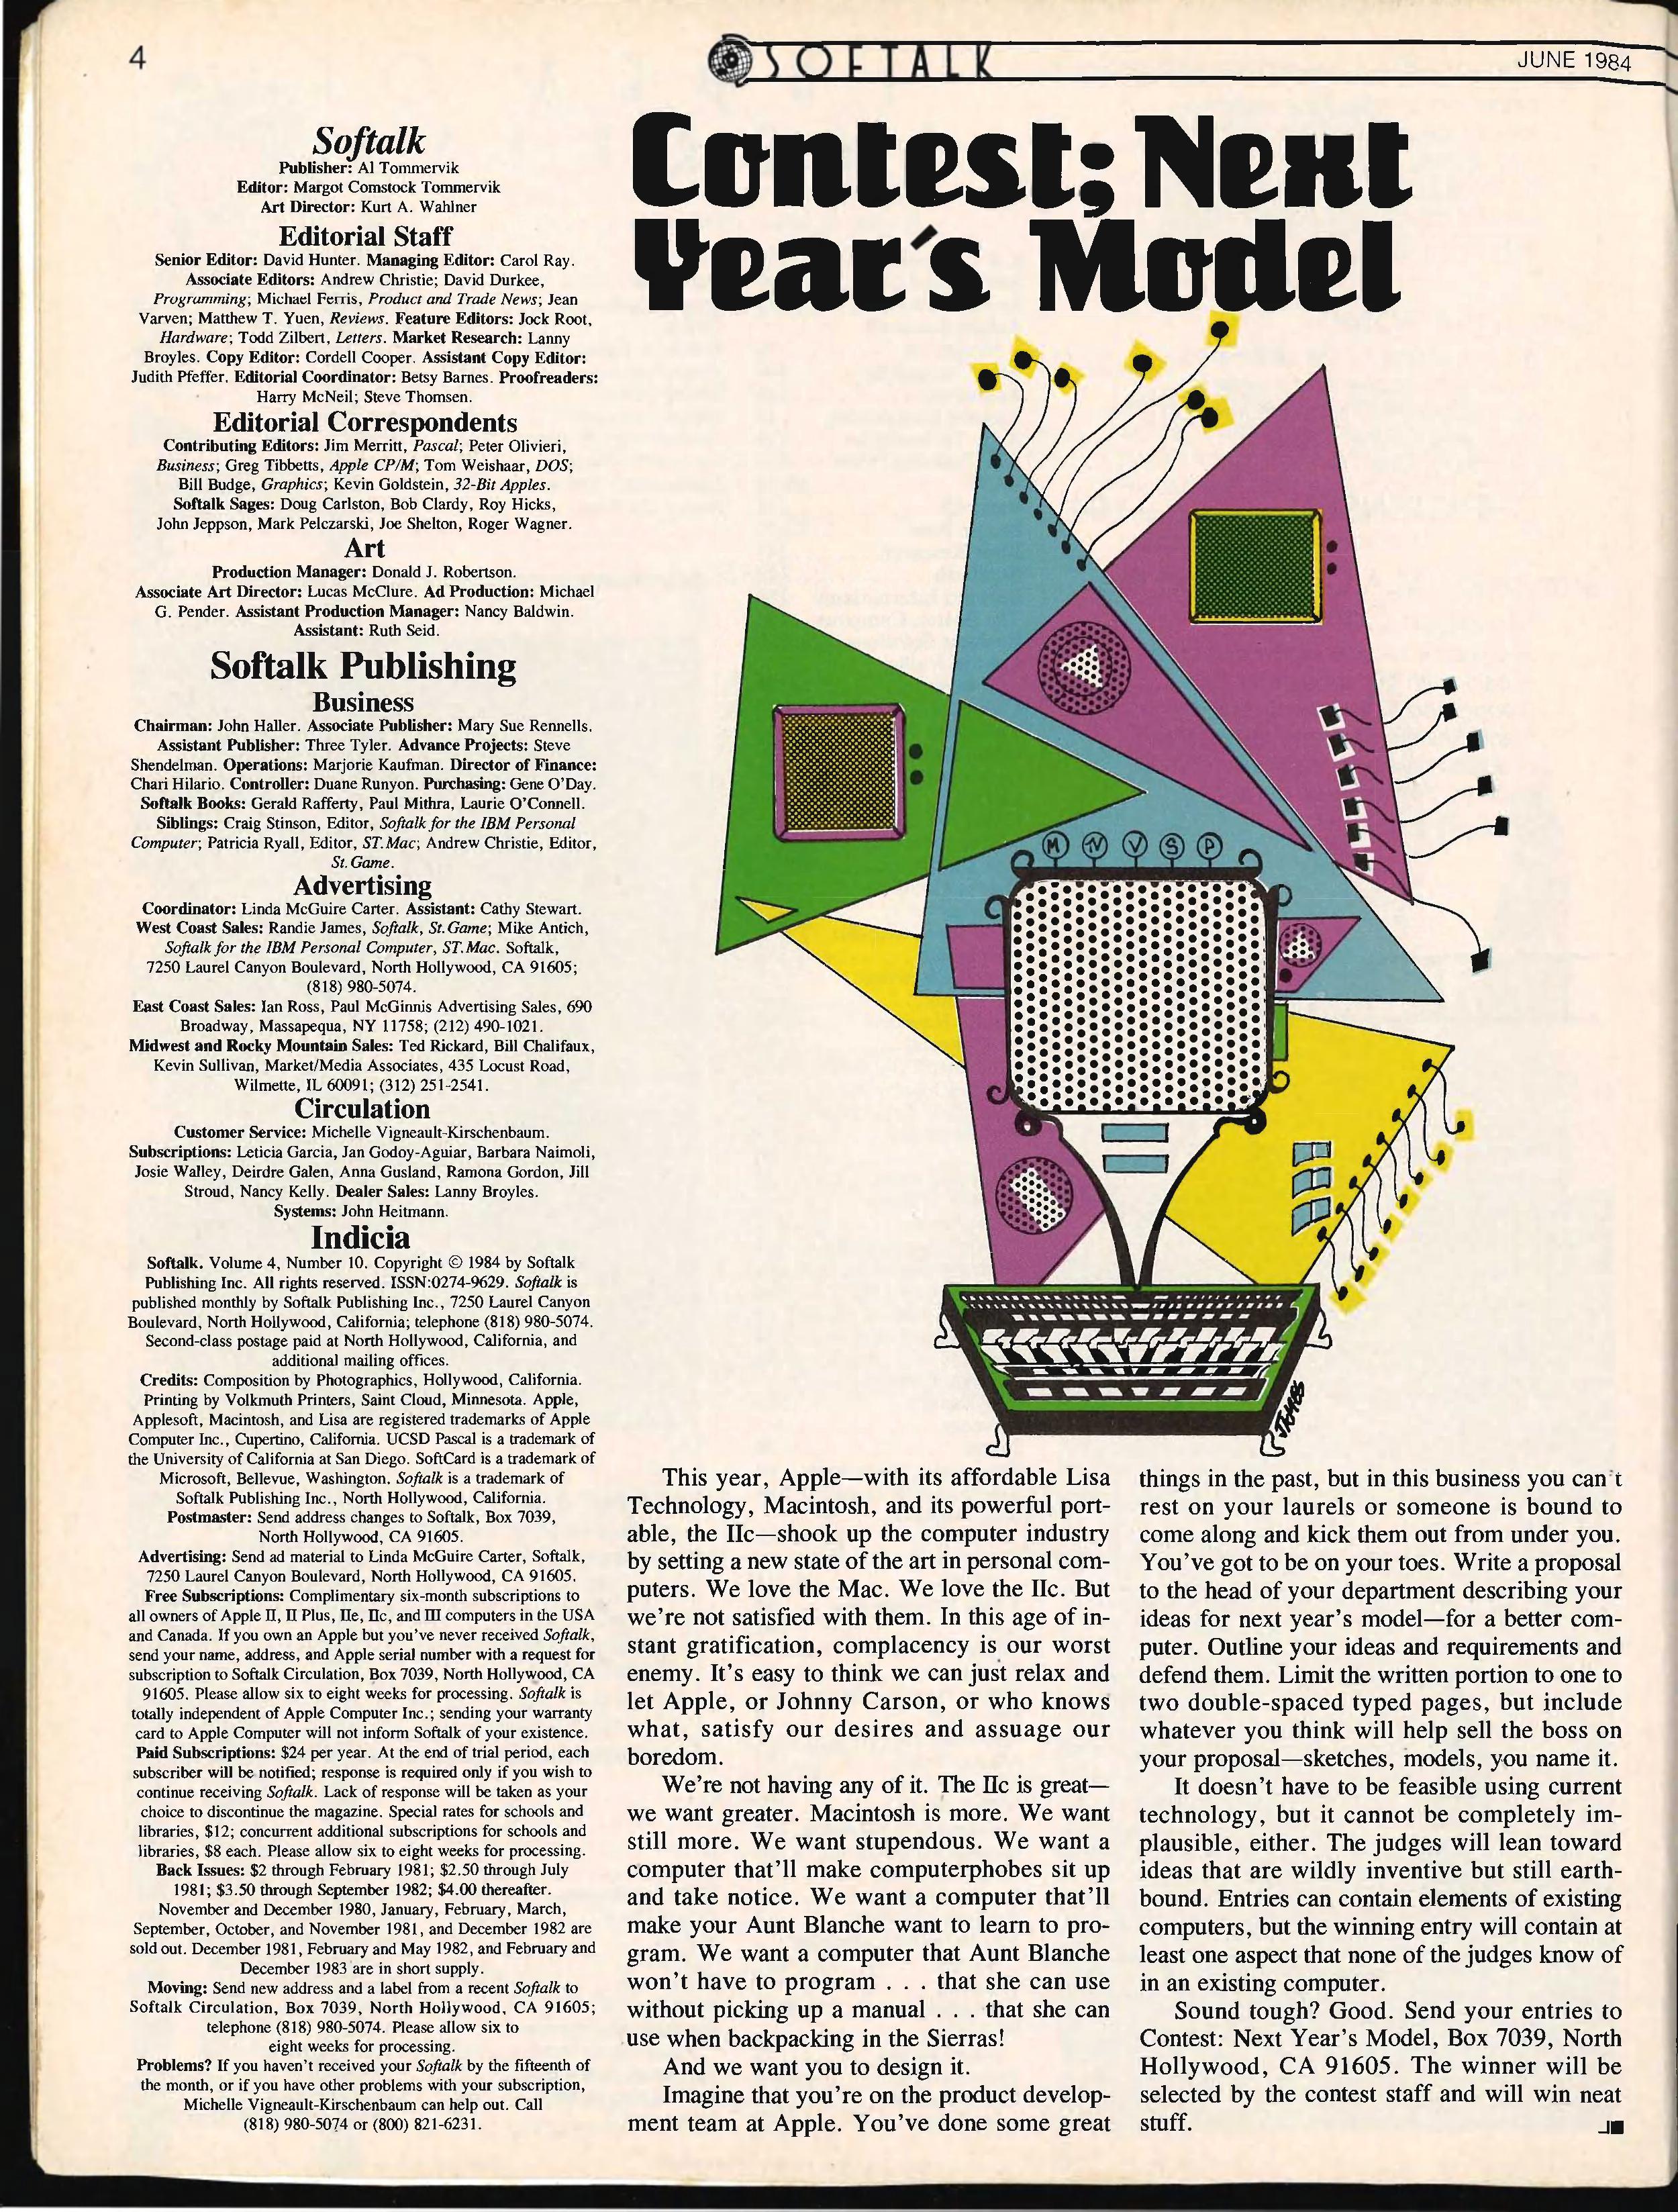 4
SOFTALK
JUNE 1984
Softalk
Publisher: Al Tommervik
Editor: Margot Comstock Tommervik
Art Director: Kurt A. Wahlner
Editorial Staff
Senior Editor: David Hunter. Managing Editor: Carol Ray.
Associate Editors: Andrew Christie; David Durkee,
Programming; Michael Ferris, Product and Trade News; Jean
Varven; Matthew T. Yuen, Reviews. Feature Editors: Jock Root,
Hardware; Todd Zilbert, Letters. Market Research: Lanny
Broyles. Copy Editor: Cordell Cooper. Assistant Copy Editor:
Judith Pfeffer. Editorial Coordinator: Betsy Barnes. Proofreaders:
Harry McNeil; Steve Thomsen.
Editorial Correspondents
Contributing Editors: Jim Merritt, Pascal; Peter Olivieri,
Business; Greg Tibbetts, Apple CP/M; Tom Weishaar, DOS;
Bill Budge, Graphics; Kevin Goldstein, 32-Bit Apples.
Softalk Sages: Doug Carlston, Bob Clardy, Roy Hicks,
John Jeppson, Mark Pelczarski, Joe Shelton, Roger Wagner.
Art
Production Manager: Donald J. Robertson.
Associate Art Director: Lucas McClure. Ad Production: Michael
G. Pender. Assistant Production Manager: Nancy Baldwin.
Assistant: Ruth Seid.
Softalk Publishing
Business
Chairman: John Haller. Associate Publisher: Mary Sue Rennells.
Assistant Publisher: Three Tyler. Advance Projects: Steve
Shendelman. Operations: Marjorie Kaufman. Director of Finance:
Chari Hilario. Controller: Duane Runyon. Purchasing: Gene O'Day.
Softalk Books: Gerald Rafferty, Paul Mithra, Laurie O'Connell.
Siblings: Craig Stinson, Editor, Softalk for the IBM Personal
Computer; Patricia Ryall, Editor, ST.Mac; Andrew Christie, Editor,
St.Game.
Advertising
Coordinator: Linda McGuire Carter. Assistant: Cathy Stewart.
West Coast Sales: Randie James, Softalk, St.Game; Mike Antich,
Softalk for the IBM Personal Computer, ST.Mac. Softalk,
7250 Laurel Canyon Boulevard, North Hollywood, CA 91605;
(818) 980-5074.
East Coast Sales: Ian Ross, Paul McGinnis Advertising Sales, 690
Broadway, Massapequa, NY 11758; (212) 490-1021.
Midwest and Rocky Mountain Sales: Ted Rickard, Bill Chalifaux,
Kevin Sullivan, Market/Media Associates, 435 Locust Road,
Wilmette, IL 60091; (312) 251-2541.
Circulation
Customer Service: Michelle Vigneault-Kirschenbaum.
Subscriptions: Leticia Garcia, Jan Godoy-Aguiar, Barbara Naimoli,
Josie Walley, Deirdre Galen, Anna Gusland, Ramona Gordon, Jill
Stroud, Nancy Kelly. Dealer Sales: Lanny Broyles.
Systems: John Heitmann.
Indicia
Softalk. Volume 4, Number 10. Copyright © 1984 by Softalk
Publishing Inc. All rights reserved. ISSN:0274-9629. Softalk is
published monthly by Softalk Publishing Inc., 7250 Laurel Canyon
Boulevard, North Hollywood, California; telephone (818) 980-5074.
Second-class postage paid at North Hollywood, California, and
additional mailing offices.
Credits: Composition by Photographics, Hollywood, California.
Printing by Volkmuth Printers, Saint Cloud, Minnesota. Apple,
Applesoft, Macintosh, and Lisa are registered trademarks of Apple
Computer Inc., Cupertino, California. UCSD Pascal is a trademark of
the University of California at San Diego. SoftCard is a trademark of
Microsoft, Bellevue, Washington. Softalk is a trademark of
Softalk Publishing Inc., North Hollywood, California.
Postmaster: Send address changes to Softalk, Box 7039,
North Hollywood, CA 91605.
Advertising: Send ad material to Linda McGuire Carter, Softalk,
7250 Laurel Canyon Boulevard, North Hollywood, CA 91605.
Free Subscriptions: Complimentary six-month subscriptions to
all owners of Apple II, II Plus, IIe, IIc, and III computers in the USA
and Canada. If you own an Apple but you've never received Softalk,
send your name, address, and Apple serial number with a request for
subscription to Softalk Circulation, Box 7039, North Hollywood, CA
91605. Please allow six to eight weeks for processing. Softalk is
totally independent of Apple Computer Inc.; sending your warranty
card to Apple Computer will not inform Softalk of your existence.
Paid Subscriptions: $24 per year. At the end of trial period, each
subscriber will be notified; response is required only if you wish to
continue receiving Softalk. Lack of response will be taken as your
choice to discontinue the magazine. Special rates for schools and
libraries, $12; concurrent additional subscriptions for schools and
libraries, $8 each. Please allow six to eight weeks for processing.
Back Issues: $2 through February 1981; $2.50 through July
1981; $3.50 through September 1982; $4.00 thereafter.
November and December 1980, January, February, March,
September, October, and November 1981, and December 1982 are
sold out. December 1981, February and May 1982, and February and
December 1983 are in short supply.
Moving: Send new address and a label from a recent Softalk to
Softalk Circulation, Box 7039, North Hollywood, CA 91605;
telephone (818) 980-5074. Please allow six to
eight weeks for processing.
Problems? If you haven't received your Softalk by the fifteenth of
the month, or if you have other problems with your subscription,
Michelle Vigneault-Kirschenbaum can help out. Call
(818) 980-5074 or (800) 821-6231.
Contest; Next
Year's Model
M TV V S P
JAMES
This year, Apple—with its affordable Lisa
Technology, Macintosh, and its powerful port-
able, the IIc—shook up the computer industry
by setting a new state of the art in personal com-
puters. We love the Mac. We love the IIc. But
we're not satisfied with them. In this age of in-
stant gratification, complacency is our worst
enemy. It's easy to think we can just relax and
let Apple, or Johnny Carson, or who knows
what, satisfy our desires and assuage our
boredom.
We're not having any of it. The IIc is great—
we want greater. Macintosh is more. We want
still more. We want stupendous. We want a
computer that'll make computerphobes sit up
and take notice. We want a computer that'll
make your Aunt Blanche want to learn to pro-
gram. We want a computer that Aunt Blanche
won't have to program . . . that she can use
without picking up a manual . . . that she can
use when backpacking in the Sierras!
And we want you to design it.
Imagine that you're on the product develop-
ment team at Apple. You've done some great
things in the past, but in this business you can't
rest on your laurels or someone is bound to
come along and kick them out from under you.
You've got to be on your toes. Write a proposal
to the head of your department describing your
ideas for next year's model—for a better com-
puter. Outline your ideas and requirements and
defend them. Limit the written portion to one to
two double-spaced typed pages, but include
whatever you think will help sell the boss on
your proposal—sketches, models, you name it.
It doesn't have to be feasible using current
technology, but it cannot be completely im-
plausible, either. The judges will lean toward
ideas that are wildly inventive but still earth-
bound. Entries can contain elements of existing
computers, but the winning entry will contain at
least one aspect that none of the judges know of
in an existing computer.
Sound tough? Good. Send your entries to
Contest: Next Year's Model, Box 7039, North
Hollywood, CA 91605. The winner will be
selected by the contest staff and will win neat
stuff.